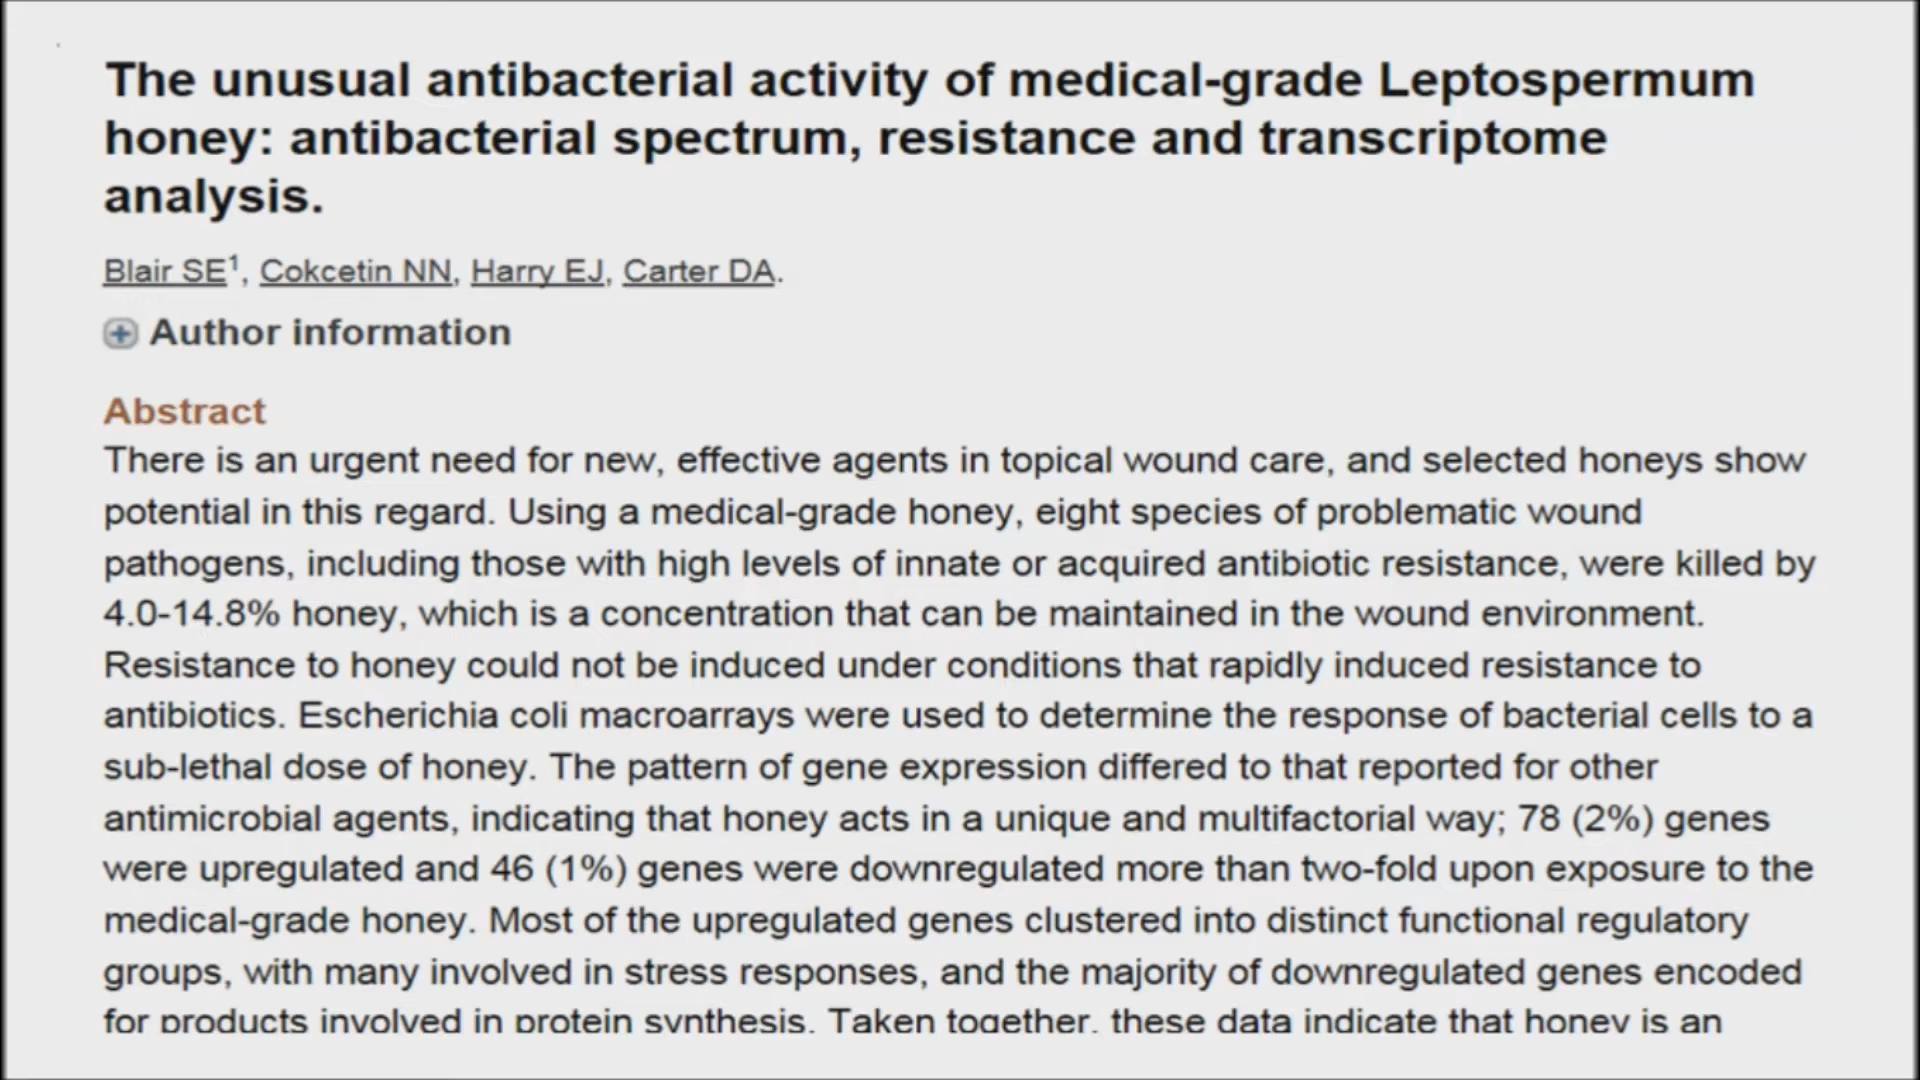 The unusual antibacterial activity of medical-grade Leptospermum
honey: antibacterial spectrum, resistance and transcriptome
analysis.
Blair SE¹, Cokcetin NN, Harry EJ, Carter DA.
Author information
Abstract
There is an urgent need for new, effective agents in topical wound care, and selected honeys show
potential in this regard. Using a medical-grade honey, eight species of problematic wound
pathogens, including those with high levels of innate or acquired antibiotic resistance, were killed by
4.0-14.8% honey, which is a concentration that can be maintained in the wound environment.
Resistance to honey could not be induced under conditions that rapidly induced resistance to
antibiotics. Escherichia coli macroarrays were used to determine the response of bacterial cells to a
sub-lethal dose of honey. The pattern of gene expression differed to that reported for other
antimicrobial agents, indicating that honey acts in a unique and multifactorial way; 78 (2%) genes
were upregulated and 46 (1%) genes were downregulated more than two-fold upon exposure to the
medical-grade honey. Most of the upregulated genes clustered into distinct functional regulatory
groups, with many involved in stress responses, and the majority of downregulated genes encoded
for products involved in protein synthesis. Taken together, these data indicate that honey is an